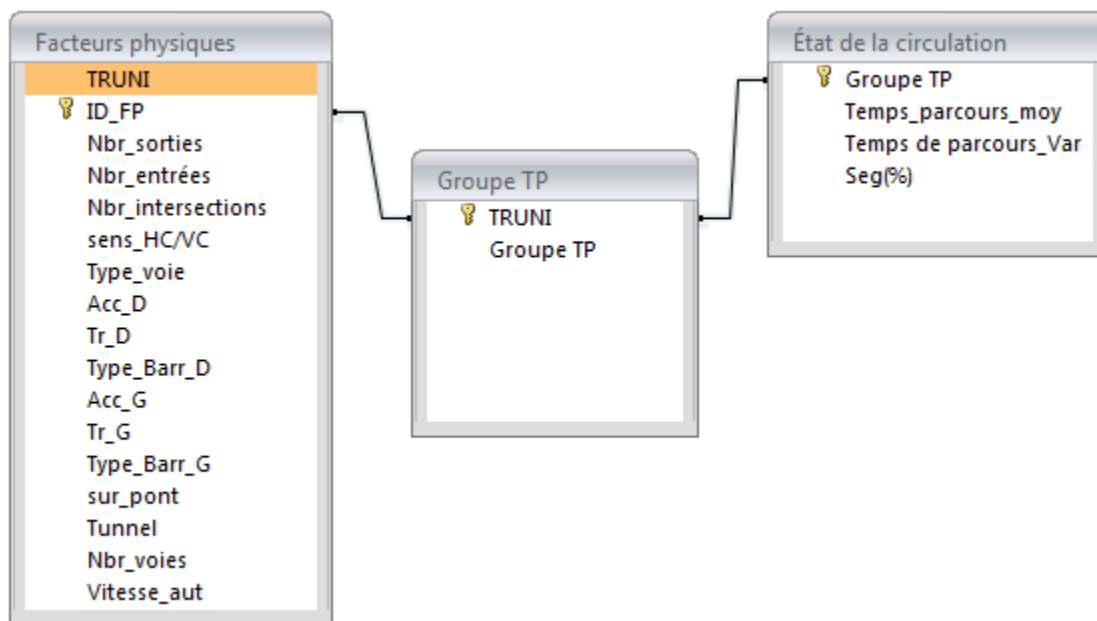 Facteurs physiques
TRUNI
ID_FP
Nbr_sorties
Nbr_entrées
Nbr_intersections
sens_HC/VC
Type_voie
Acc_D
Tr_D
Type_Barr_D
Acc_G
Tr_G
Type_Barr_G
sur_pont
Tunnel
Nbr_voies
Vitesse_aut
Groupe TP
TRUNI
Groupe TP
État de la circulation
Groupe TP
Temps_parcours_moy
Temps de parcours_Var
Seg(%)